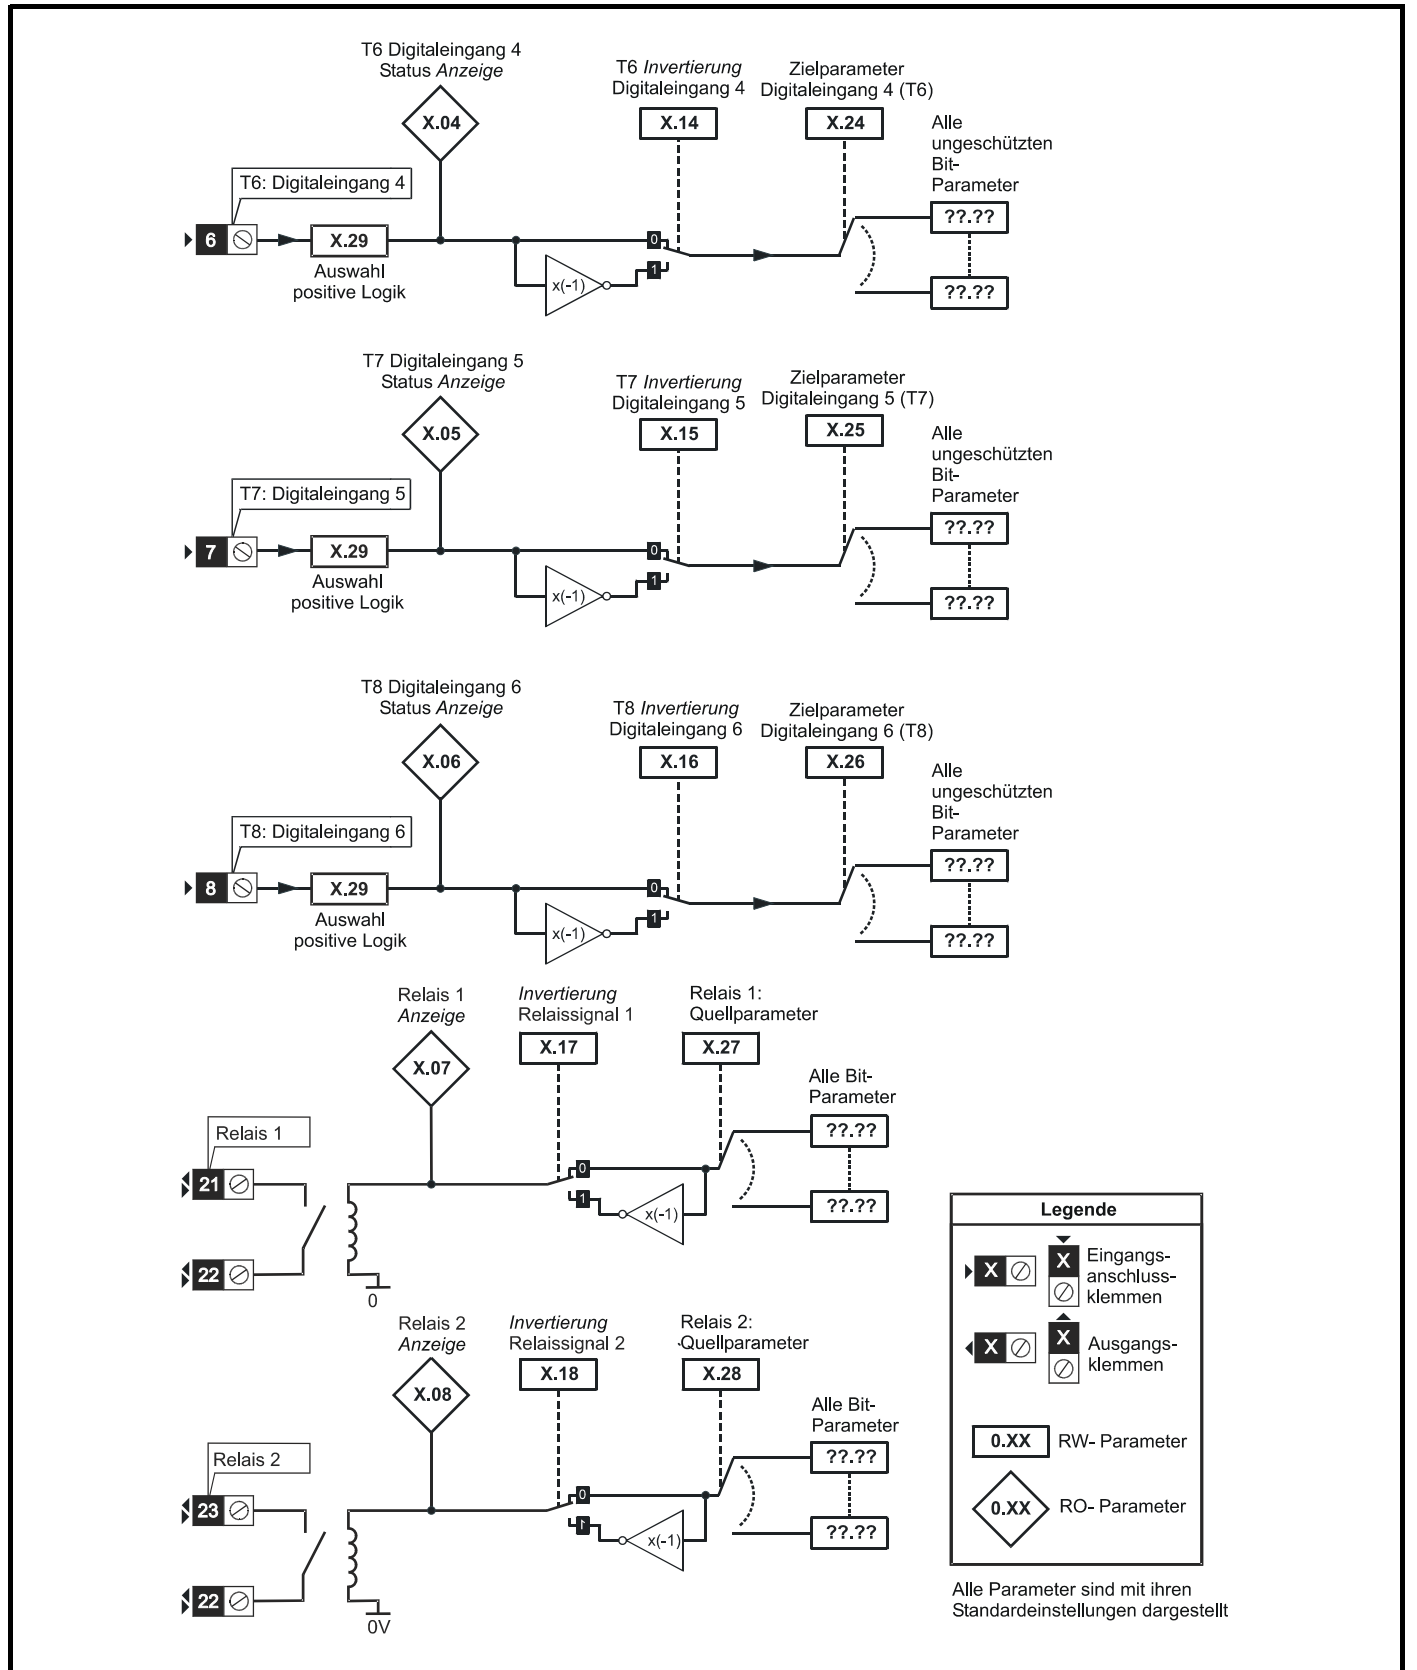 T6 Digitaleingang 4
Status Anzeige
X.04
T6 Invertierung
Digitaleingang 4
X.14
Zielparameter
Digitaleingang 4 (T6)
X.24
Alle
ungeschützten
Bit-
Parameter
??.??
??.??
T6: Digitaleingang 4
6
X.29
Auswahl
positive Logik
x(-1)
0
1
T7 Digitaleingang 5
Status Anzeige
X.05
T7 Invertierung
Digitaleingang 5
X.15
Zielparameter
Digitaleingang 5 (T7)
X.25
Alle
ungeschützten
Bit-
Parameter
??.??
??.??
T7: Digitaleingang 5
7
X.29
Auswahl
positive Logik
x(-1)
0
1
T8 Digitaleingang 6
Status Anzeige
X.06
T8 Invertierung
Digitaleingang 6
X.16
Zielparameter
Digitaleingang 6 (T8)
X.26
Alle
ungeschützten
Bit-
Parameter
??.??
??.??
T8: Digitaleingang 6
8
X.29
Auswahl
positive Logik
x(-1)
0
1
Relais 1
Anzeige
X.07
Invertierung
Relaissignal 1
X.17
Relais 1:
Quellparameter
X.27
Alle Bit-
Parameter
??.??
??.??
Relais 1
21
22
0
0
1
x(-1)
Relais 2
Anzeige
X.08
Invertierung
Relaissignal 2
X.18
Relais 2:
Quellparameter
X.28
Alle Bit-
Parameter
??.??
??.??
Relais 2
23
22
0V
0
1
x(-1)
Legende
X
X
Eingangs-
anschluss-
klemmen
X
X
Ausgangs-
klemmen
0.XX
RW- Parameter
0.XX
RO- Parameter
Alle Parameter sind mit ihren
Standardeinstellungen dargestellt